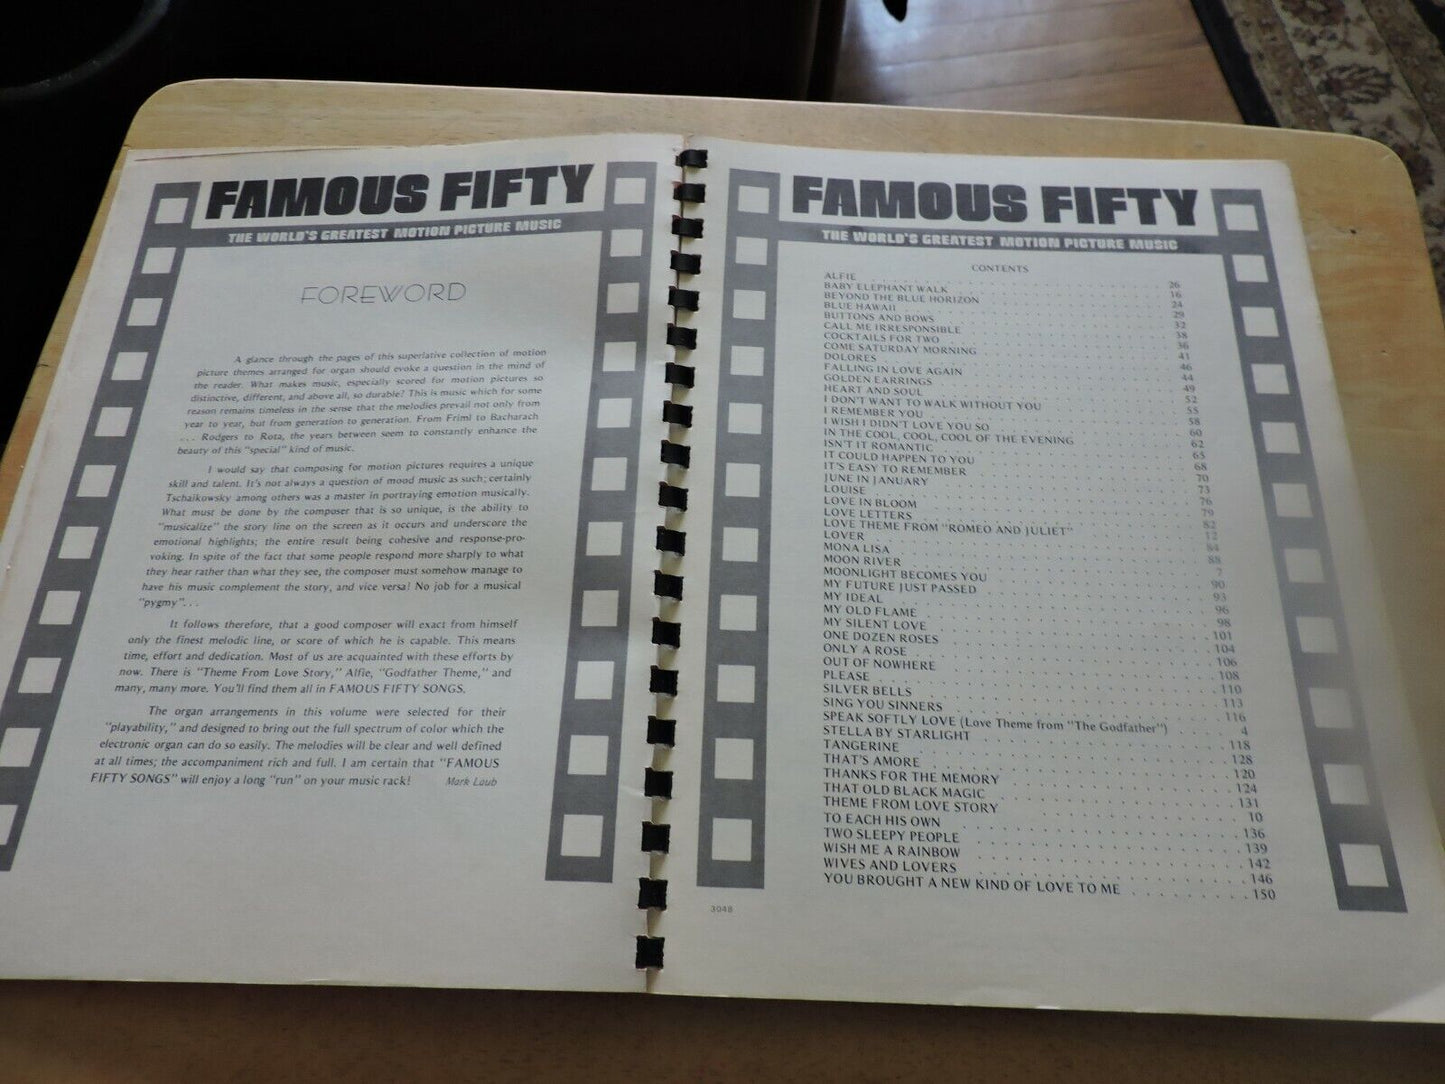 FAMOUS FIFTY
THE WORLD'S GREATEST MOTION PICTURE MUSIC
FOREWORD
A glance through the pages of this superlative collection of motion
picture themes arranged for organ should evoke a question in the mind of
the reader. What makes music, especially scored for motion pictures so
distinctive, different, and above all, so durable? This is music which for some
reason remains timeless in the sense that the melodies prevail not only from
year to year, but from generation to generation. From Friml to Bacharach
... Rodgers to Rota, the years between seem to constantly enhance the
beauty of this "special" kind of music.
I would say that composing for motion pictures requires a unique
skill and talent. It's not always a question of mood music as such; certainly
Tschaikowsky among others was a master in portraying emotion musically.
What must be done by the composer that is so unique, is the ability to
"musicalize" the story line on the screen as it occurs and underscore the
emotional highlights; the entire result being cohesive and response-pro-
voking. In spite of the fact that some people respond more sharply to what
they hear rather than what they see, the composer must somehow manage to
have his music complement the story, and vice versa! No job for a musical
"pygmy"...
It follows therefore, that a good composer will exact from himself
only the finest melodic line, or score of which he is capable. This means
time, effort and dedication. Most of us are acquainted with these efforts by
now. There is "Theme From Love Story," Alfie, "Godfather Theme," and
many, many more. You'll find them all in FAMOUS FIFTY SONGS.
The organ arrangements in this volume were selected for their
"playability," and designed to bring out the full spectrum of color which the
electronic organ can do so easily. The melodies will be clear and well defined
at all times; the accompaniment rich and full. I am certain that "FAMOUS
FIFTY SONGS" will enjoy a long "run" on your music rack! Mark Laub
FAMOUS FIFTY
THE WORLD'S GREATEST MOTION PICTURE MUSIC
CONTENTS
ALFIE 26
BABY ELEPHANT WALK 16
BEYOND THE BLUE HORIZON 24
BLUE HAWAII 29
BUTTONS AND BOWS 32
CALL ME IRRESPONSIBLE 38
COCKTAILS FOR TWO 36
COME SATURDAY MORNING 41
DOLORES 46
FALLING IN LOVE AGAIN 44
GOLDEN EARRINGS 49
HEART AND SOUL 52
I DON'T WANT TO WALK WITHOUT YOU 55
I REMEMBER YOU 58
I WISH I DIDN'T LOVE YOU SO 60
IN THE COOL, COOL, COOL OF THE EVENING 62
ISN'T IT ROMANTIC 65
IT COULD HAPPEN TO YOU 68
IT'S EASY TO REMEMBER 70
JUNE IN JANUARY 73
LOUISE 76
LOVE IN BLOOM 79
LOVE LETTERS 82
LOVE THEME FROM "ROMEO AND JULIET" 12
LOVER 84
MONA LISA 88
MOON RIVER 7
MOONLIGHT BECOMES YOU 90
MY FUTURE JUST PASSED 93
MY IDEAL 96
MY OLD FLAME 98
MY SILENT LOVE 101
ONE DOZEN ROSES 104
ONLY A ROSE 106
OUT OF NOWHERE 108
PLEASE 110
SILVER BELLS 113
SING YOU SINNERS 116
SPEAK SOFTLY LOVE (Love Theme from "The Godfather") 4
STELLA BY STARLIGHT 118
TANGERINE 128
THAT'S AMORE 120
THANKS FOR THE MEMORY 124
THAT OLD BLACK MAGIC 131
THEME FROM LOVE STORY 10
TO EACH HIS OWN 136
TWO SLEEPY PEOPLE 139
WISH ME A RAINBOW 142
WIVES AND LOVERS 146
YOU BROUGHT A NEW KIND OF LOVE TO ME 150
3048